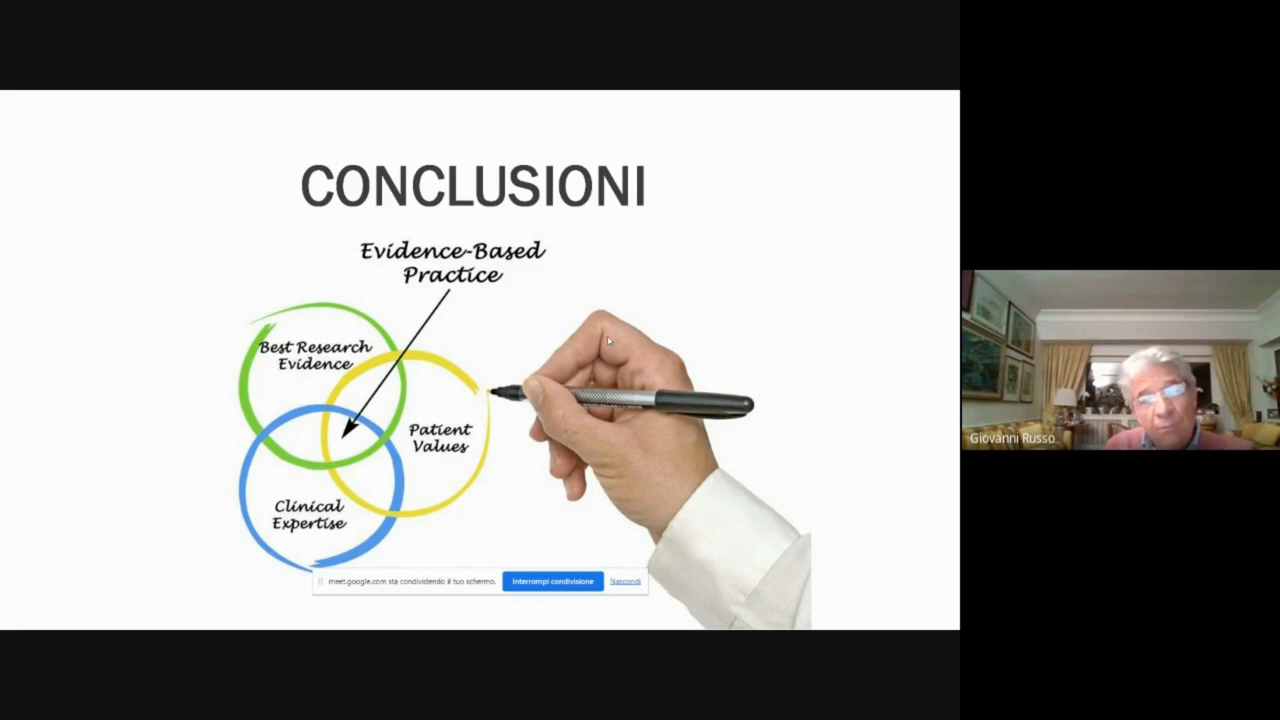 CONCLUSIONI
Evidence-Based
Practice
Best Research
Evidence
Patient
Values
Clinical
Expertise
meet.google.com sta condividendo il tuo schermo.
Interrompi condivisione
Nascondi
Giovanni Russo